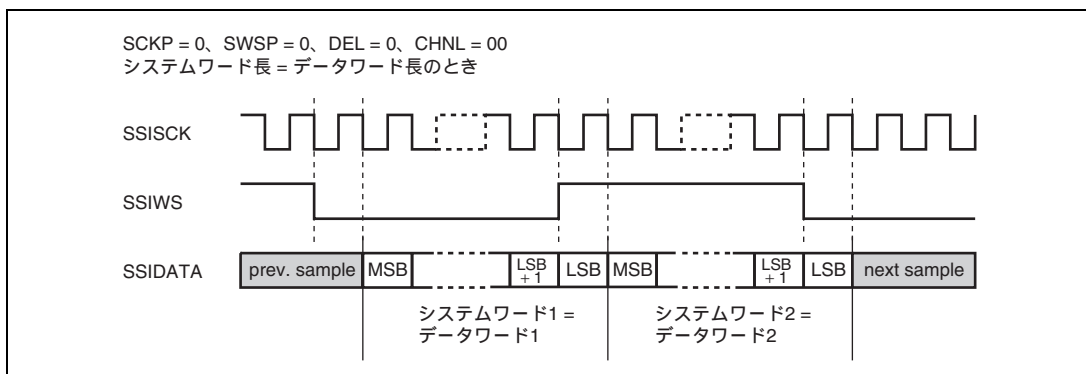 SCKP = 0、SWSP = 0、DEL = 0、CHNL = 00
システムワード長 = データワード長のとき
SSISCK
SSIWS
SSIDATA
prev. sample MSB LSB + 1 LSB MSB LSB + 1 LSB next sample
システムワード1 =
データワード1
システムワード2 =
データワード2